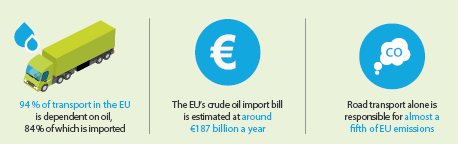 94 % of transport in the EU
is dependent on oil,
84 % of which is imported
€
The EU's crude oil import bill
is estimated at around
€187 billion a year
CO
Road transport alone is
responsible for almost a
fifth of EU emissions